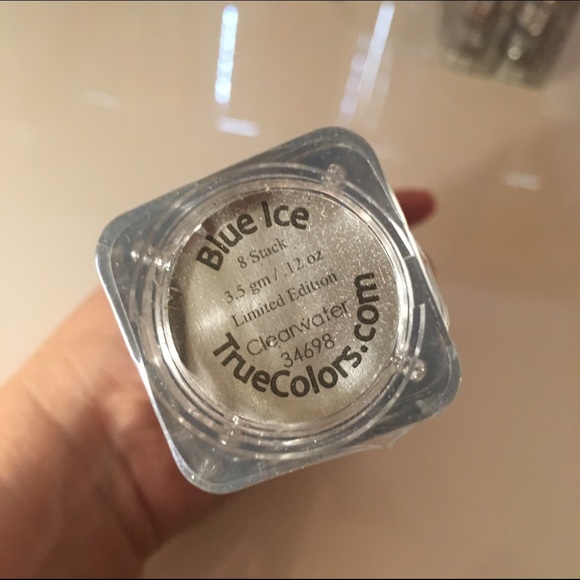 Blue Ice
8 Stack
3.5 gm / .12 oz
Limited Edition
Clearwater
34698
TrueColors.com